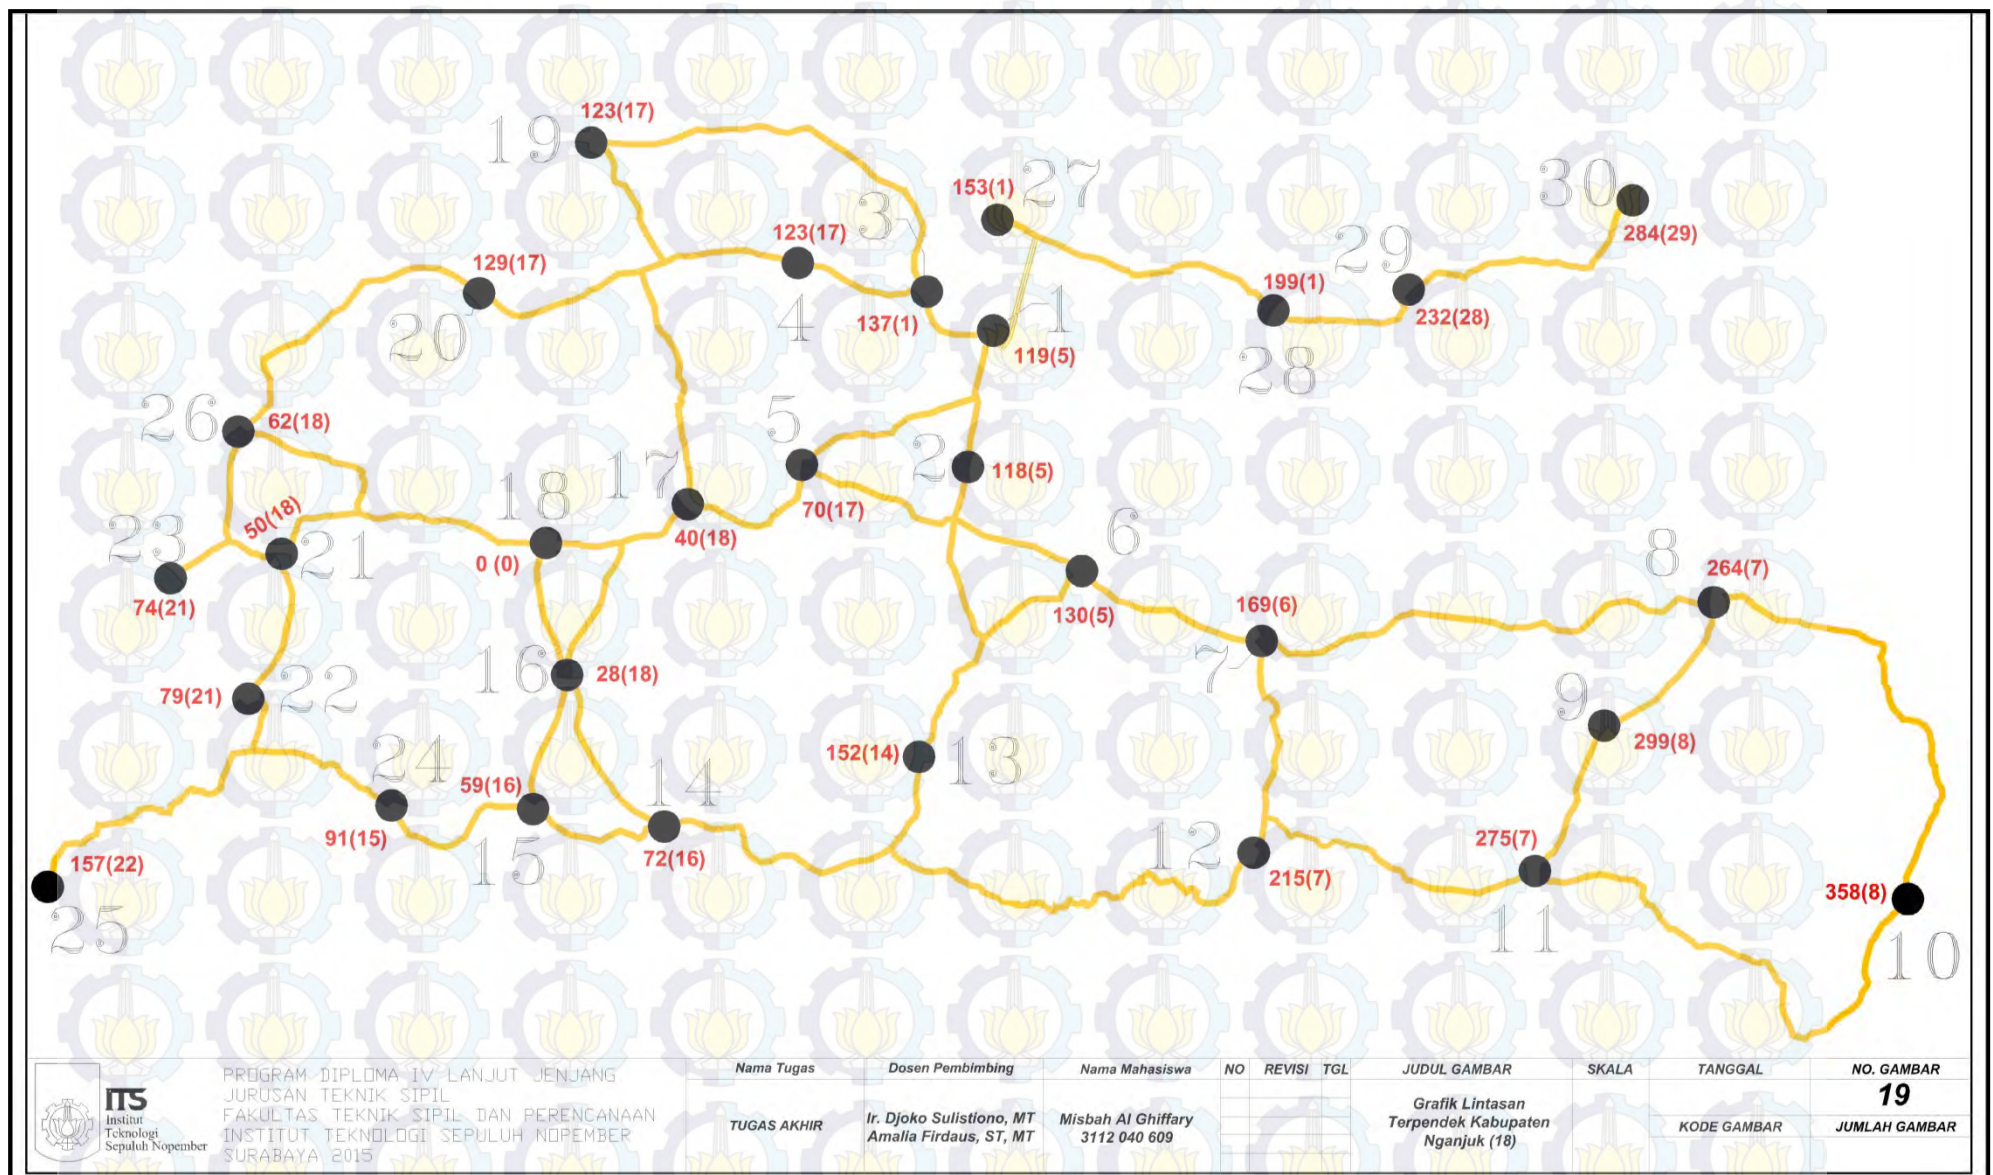 123(17)
19
153(1)
27
30
3
123(17)
284(29)
29
129(17)
199(1)
1
20
4
137(1)
232(28)
119(5)
28
26
62(18)
5
2
118(5)
17
18
50(18)
70(17)
23
21
40(18)
6
0 (0)
8
264(7)
74(21)
130(5)
169(6)
16
28(18)
7
79(21)
22
9
299(8)
24
152(14)
13
59(16)
14
91(15)
15
72(16)
12
275(7)
157(22)
215(7)
358(8)
25
11
10
ITS
Institut
Teknologi
Sepuluh Nopember
PROGRAM DIPLOMA IV LANJUT JENJANG
JURUSAN TEKNIK SIPIL
FAKULTAS TEKNIK SIPIL DAN PERENCANAAN
INSTITUT TEKNOLOGI SEPULUH NOPEMBER
SURABAYA 2015
Nama Tugas
TUGAS AKHIR
Dosen Pembimbing
Ir. Djoko Sulistiono, MT
Amalia Firdaus, ST, MT
Nama Mahasiswa
Misbah Al Ghiffary
3112 040 609
NO REVISI TGL
JUDUL GAMBAR
Grafik Lintasan
Terpendek Kabupaten
Nganjuk (18)
SKALA
TANGGAL
KODE GAMBAR
NO. GAMBAR
19
JUMLAH GAMBAR